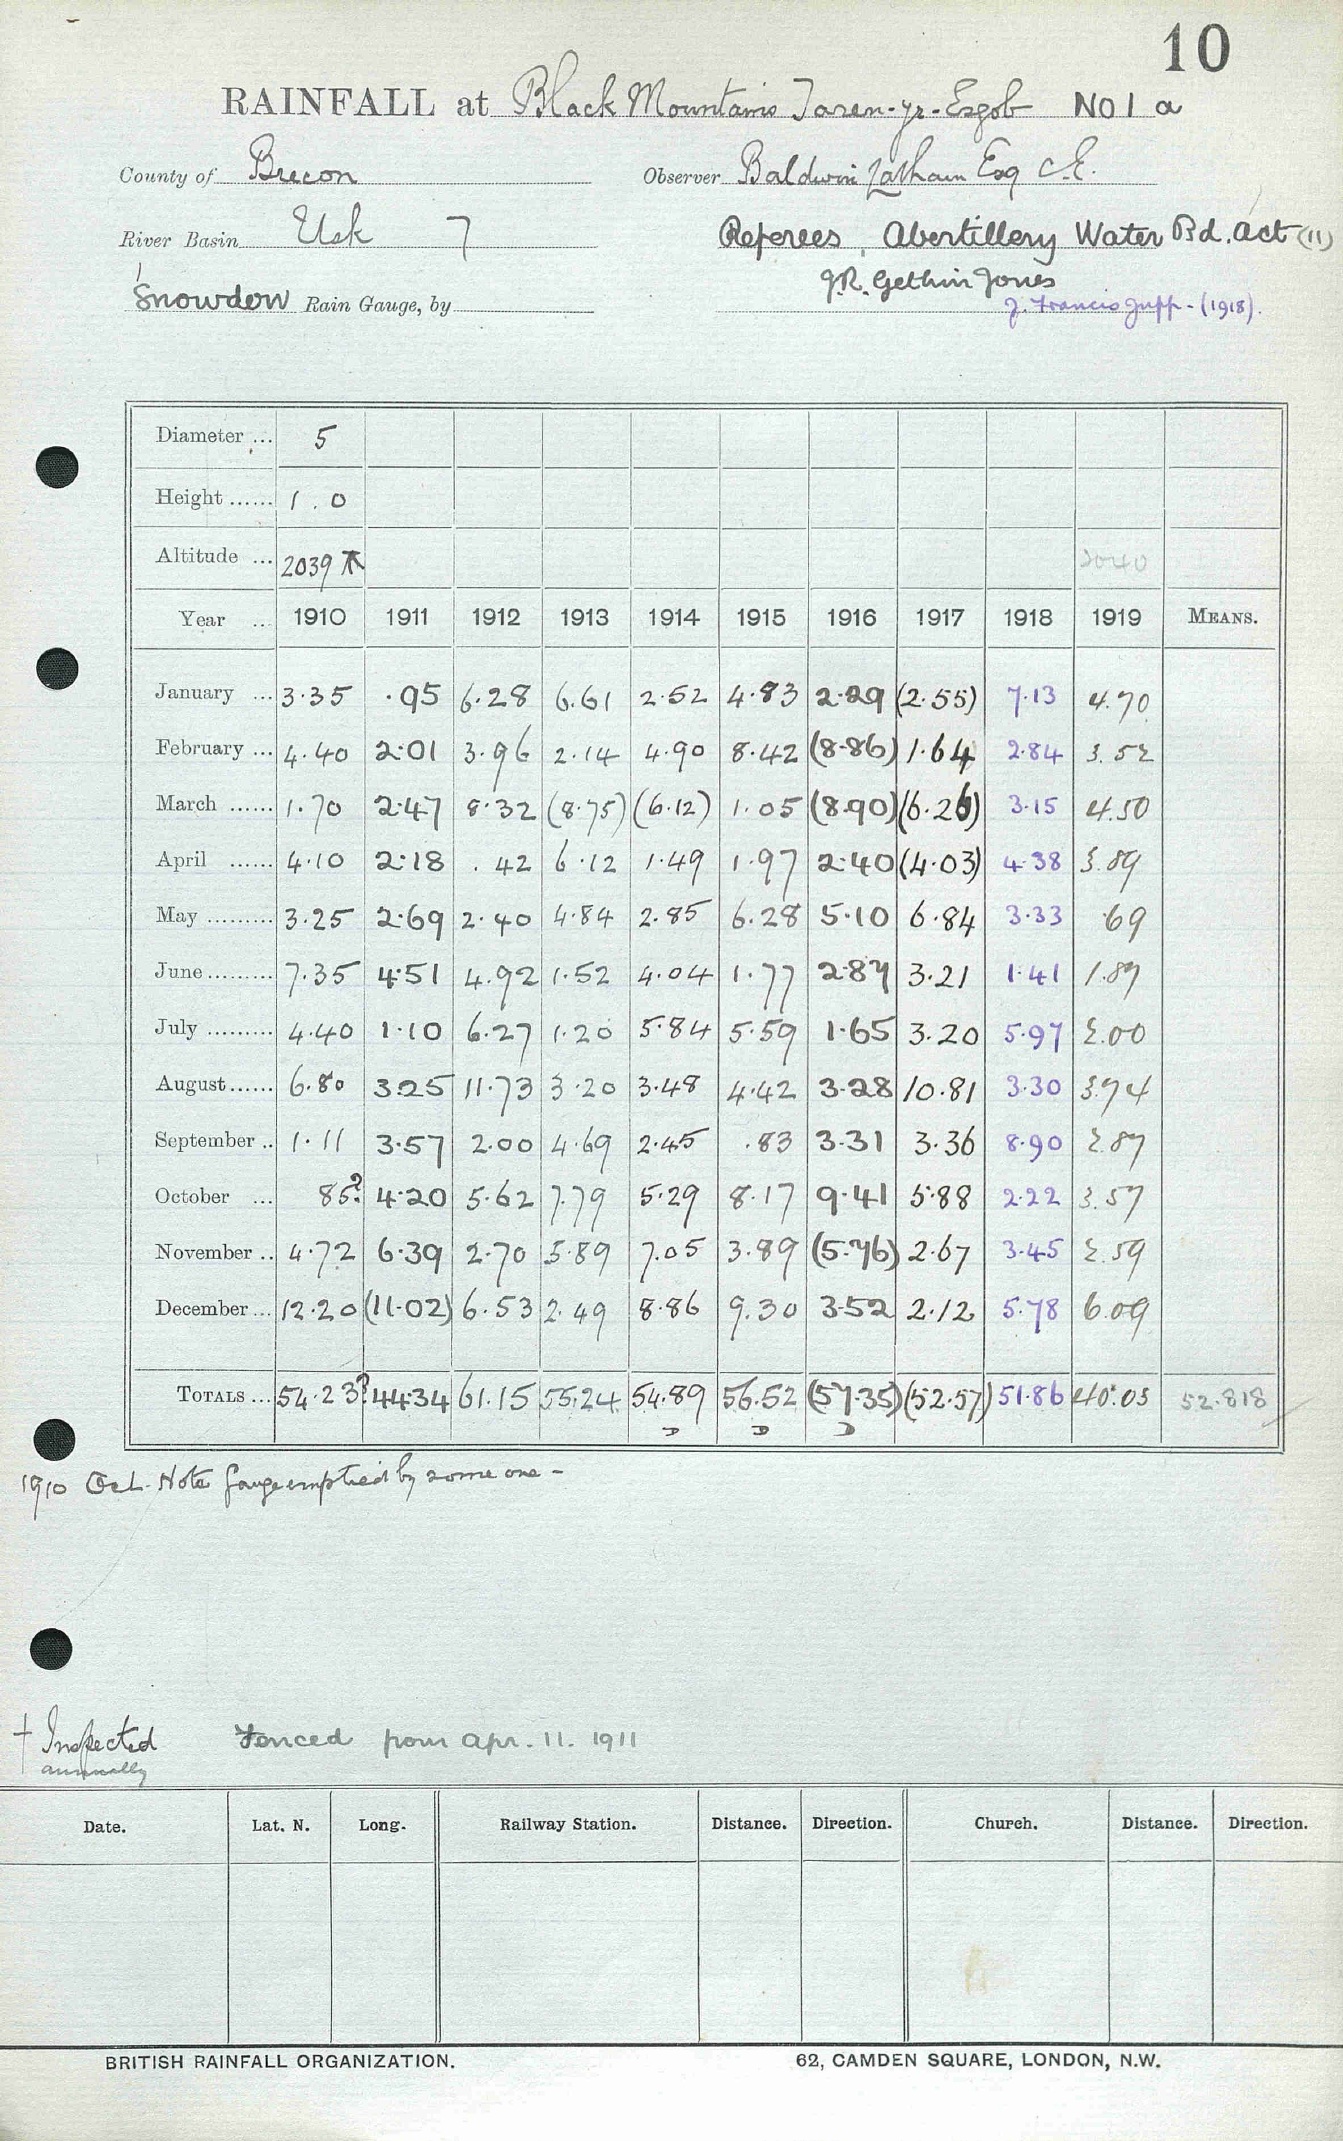 10
RAINFALL at Black Mountains Taren-yr-Esgob No 1 a
County of Brecon Observer Baldwin Latham Esq C.E.
River Basin Usk 7 Referees, Abertillery Water Bd. Act (11)
J.R. Gethin Jones
Snowdon Rain Gauge, by J. Francis Jupp - (1918).
Diameter ... 5
Height ...... 1.0
Altitude ... 2039 2040
Year ... 1910 1911 1912 1913 1914 1915 1916 1917 1918 1919 MEANS.
January ... 3.35 .95 6.28 6.61 2.52 4.83 2.29 (2.55) 7.13 4.70
February ... 4.40 2.01 3.96 2.14 4.90 8.42 (8.86) 1.64 2.84 3.52
March ...... 1.70 2.47 8.32 (8.75) (6.12) 1.05 (8.90) (6.26) 3.15 4.50
April ...... 4.10 2.18 .42 6.12 1.49 1.97 2.40 (4.03) 4.38 3.89
May ......... 3.25 2.69 2.40 4.84 2.85 6.28 5.10 6.84 3.33 .69
June ......... 7.35 4.51 4.92 1.52 4.04 1.77 2.87 3.21 1.41 1.89
July ......... 4.40 1.10 6.27 1.20 5.84 5.59 1.65 3.20 5.97 2.00
August ...... 6.80 3.25 11.73 3.20 3.48 4.42 3.28 10.81 3.30 3.74
September .. 1.11 3.57 2.00 4.69 2.45 .83 3.31 3.36 8.90 2.87
October ... 85? 4.20 5.62 7.79 5.29 8.17 9.41 5.88 2.22 3.57
November .. 4.72 6.39 2.70 5.89 7.05 3.89 (5.76) 2.67 3.45 2.59
December ... 12.20 (11.02) 6.53 2.49 8.86 9.30 3.52 2.12 5.78 6.09
TOTALS ... 54.23? 44.34 61.15 55.24 54.89 56.52 (57.35) (52.57) 51.86 40.05 52.818
D D D
1910 Oct. Note gauge emptied by some one -
† Inspected annually
Fenced from Apr. 11. 1911
Date. Lat. N. Long. Railway Station. Distance. Direction. Church. Distance. Direction.
BRITISH RAINFALL ORGANIZATION. 62, CAMDEN SQUARE, LONDON, N.W.